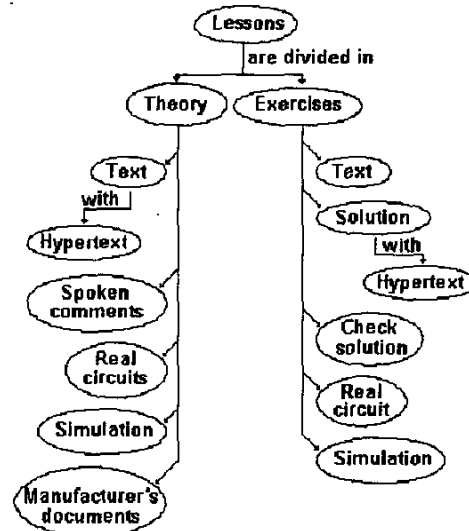 Lessons
are divided in
Theory
Exercises
Text
with
Hypertext
Spoken
comments
Real
circuits
Simulation
Manufacturer's
documents
Text
Solution
with
Hypertext
Check
solution
Real
circuit
Simulation